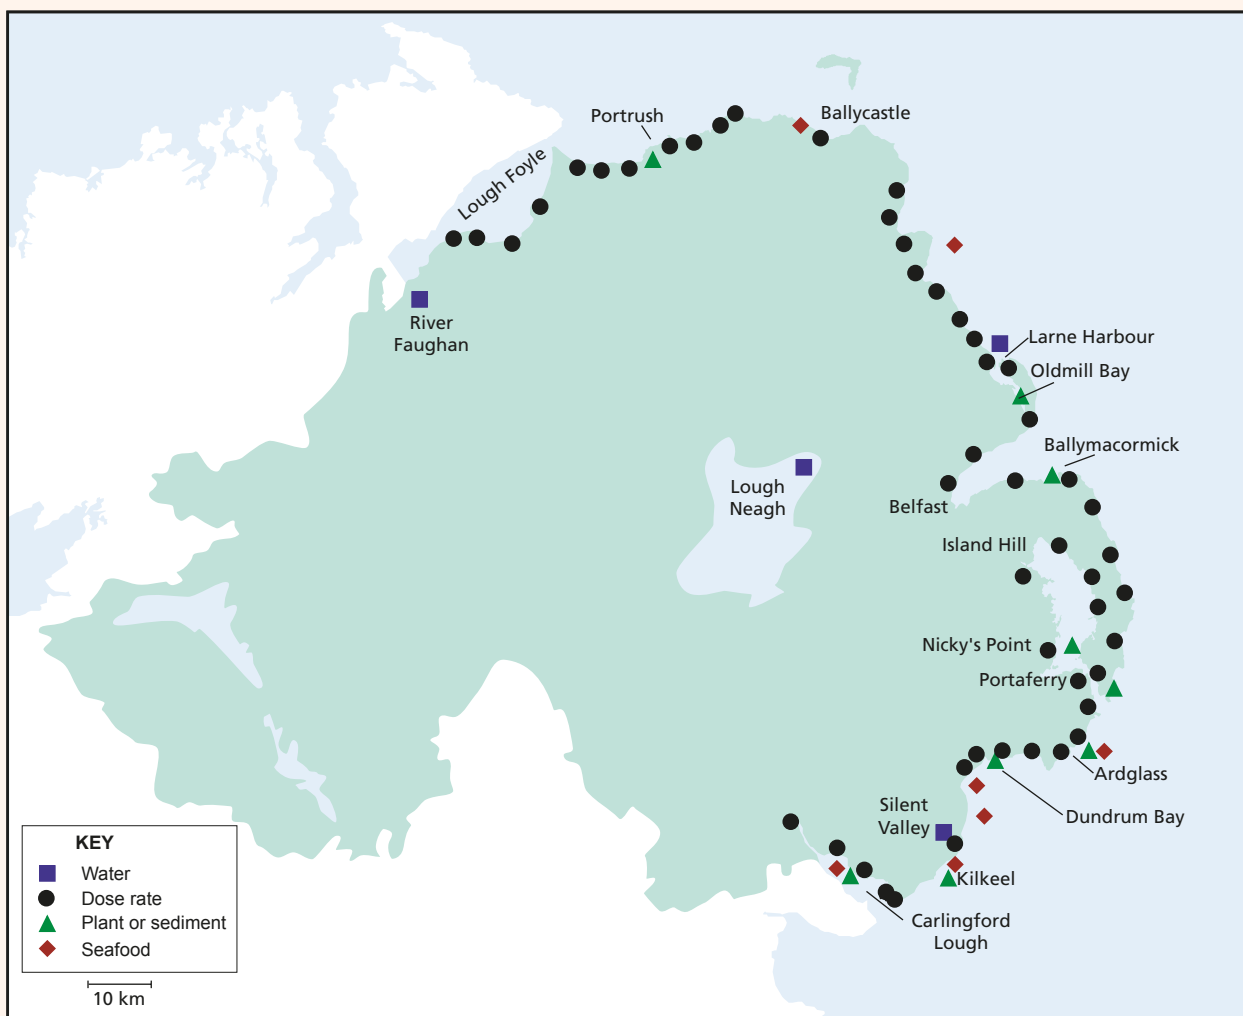 Portrush
Ballycastle
Lough Foyle
River
Faughan
Larne Harbour
Oldmill Bay
Ballymacormick
Lough
Neagh
Belfast
Island Hill
Nicky's Point
Portaferry
Ardglass
Silent
Valley
Dundrum Bay
Kilkeel
Carlingford
Lough
KEY
Water
Dose rate
Plant or sediment
Seafood
10 km